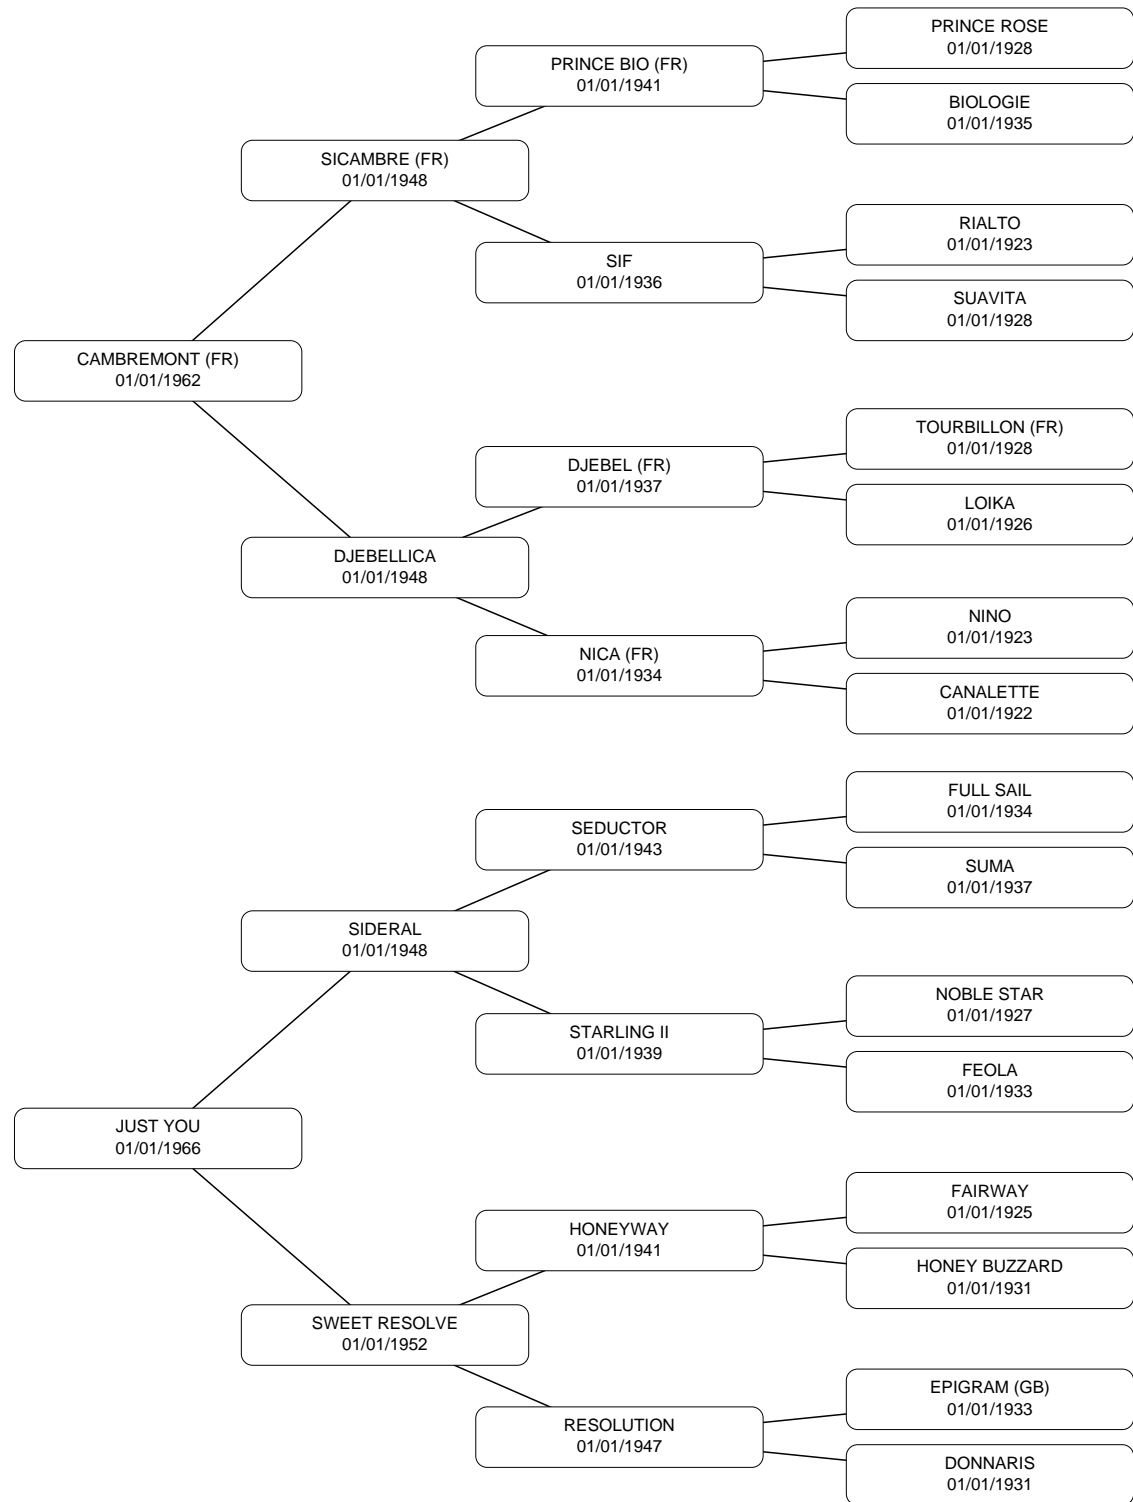 PRINCE ROSE
01/01/1928
PRINCE BIO (FR)
01/01/1941
BIOLOGIE
01/01/1935
SICAMBRE (FR)
01/01/1948
RIALTO
01/01/1923
SIF
01/01/1936
SUAVITA
01/01/1928
CAMBREMONT (FR)
01/01/1962
TOURBILLON (FR)
01/01/1928
DJEBEL (FR)
01/01/1937
LOIKA
01/01/1926
DJEBELLICA
01/01/1948
NINO
01/01/1923
NICA (FR)
01/01/1934
CANALETTE
01/01/1922
FULL SAIL
01/01/1934
SEDUCTOR
01/01/1943
SUMA
01/01/1937
SIDERAL
01/01/1948
NOBLE STAR
01/01/1927
STARLING II
01/01/1939
FEOLA
01/01/1933
JUST YOU
01/01/1966
FAIRWAY
01/01/1925
HONEYWAY
01/01/1941
HONEY BUZZARD
01/01/1931
SWEET RESOLVE
01/01/1952
EPIGRAM (GB)
01/01/1933
RESOLUTION
01/01/1947
DONNARIS
01/01/1931